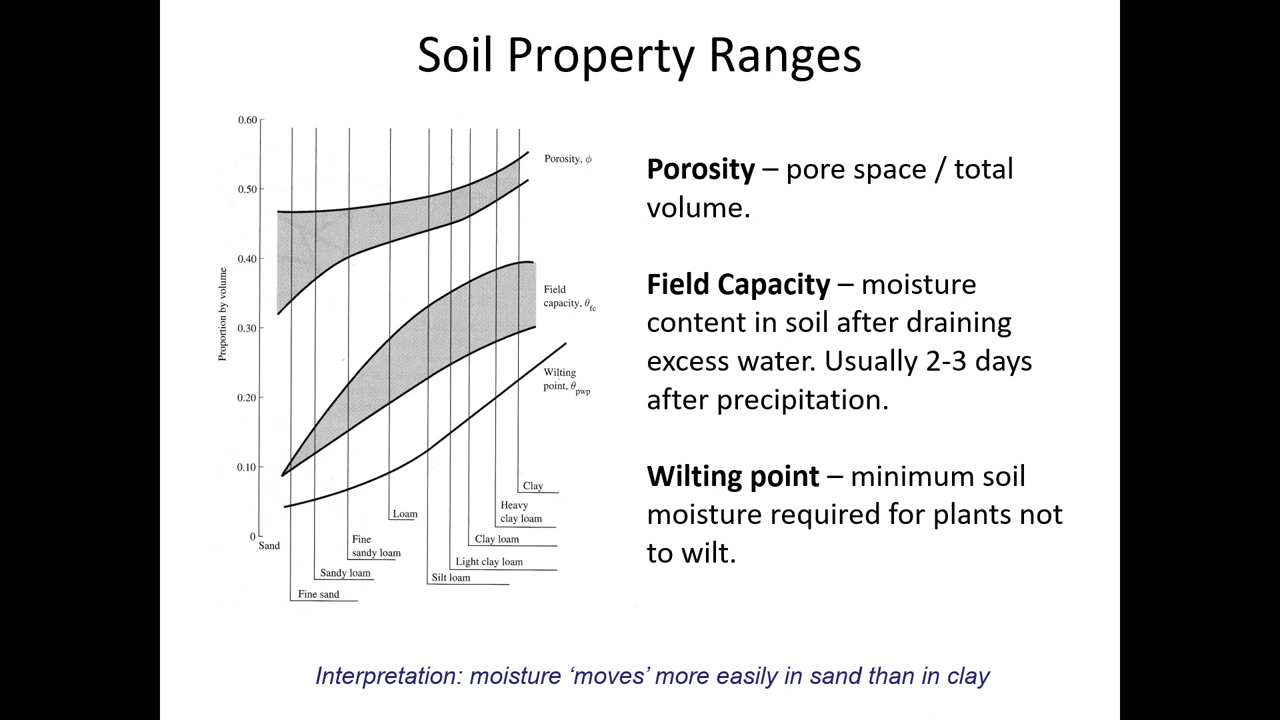 Soil Property Ranges
0.60
0.50
0.40
0.30
0.20
0.10
0
Proportion by volume
Porosity, ϕ
Field
capacity, θfc
Wilting
point, θpwp
Sand
Fine sand
Sandy loam
Fine
sandy loam
Loam
Silt loam
Light clay loam
Clay loam
Heavy
clay loam
Clay
Porosity – pore space / total
volume.
Field Capacity – moisture
content in soil after draining
excess water. Usually 2-3 days
after precipitation.
Wilting point – minimum soil
moisture required for plants not
to wilt.
Interpretation: moisture ‘moves’ more easily in sand than in clay